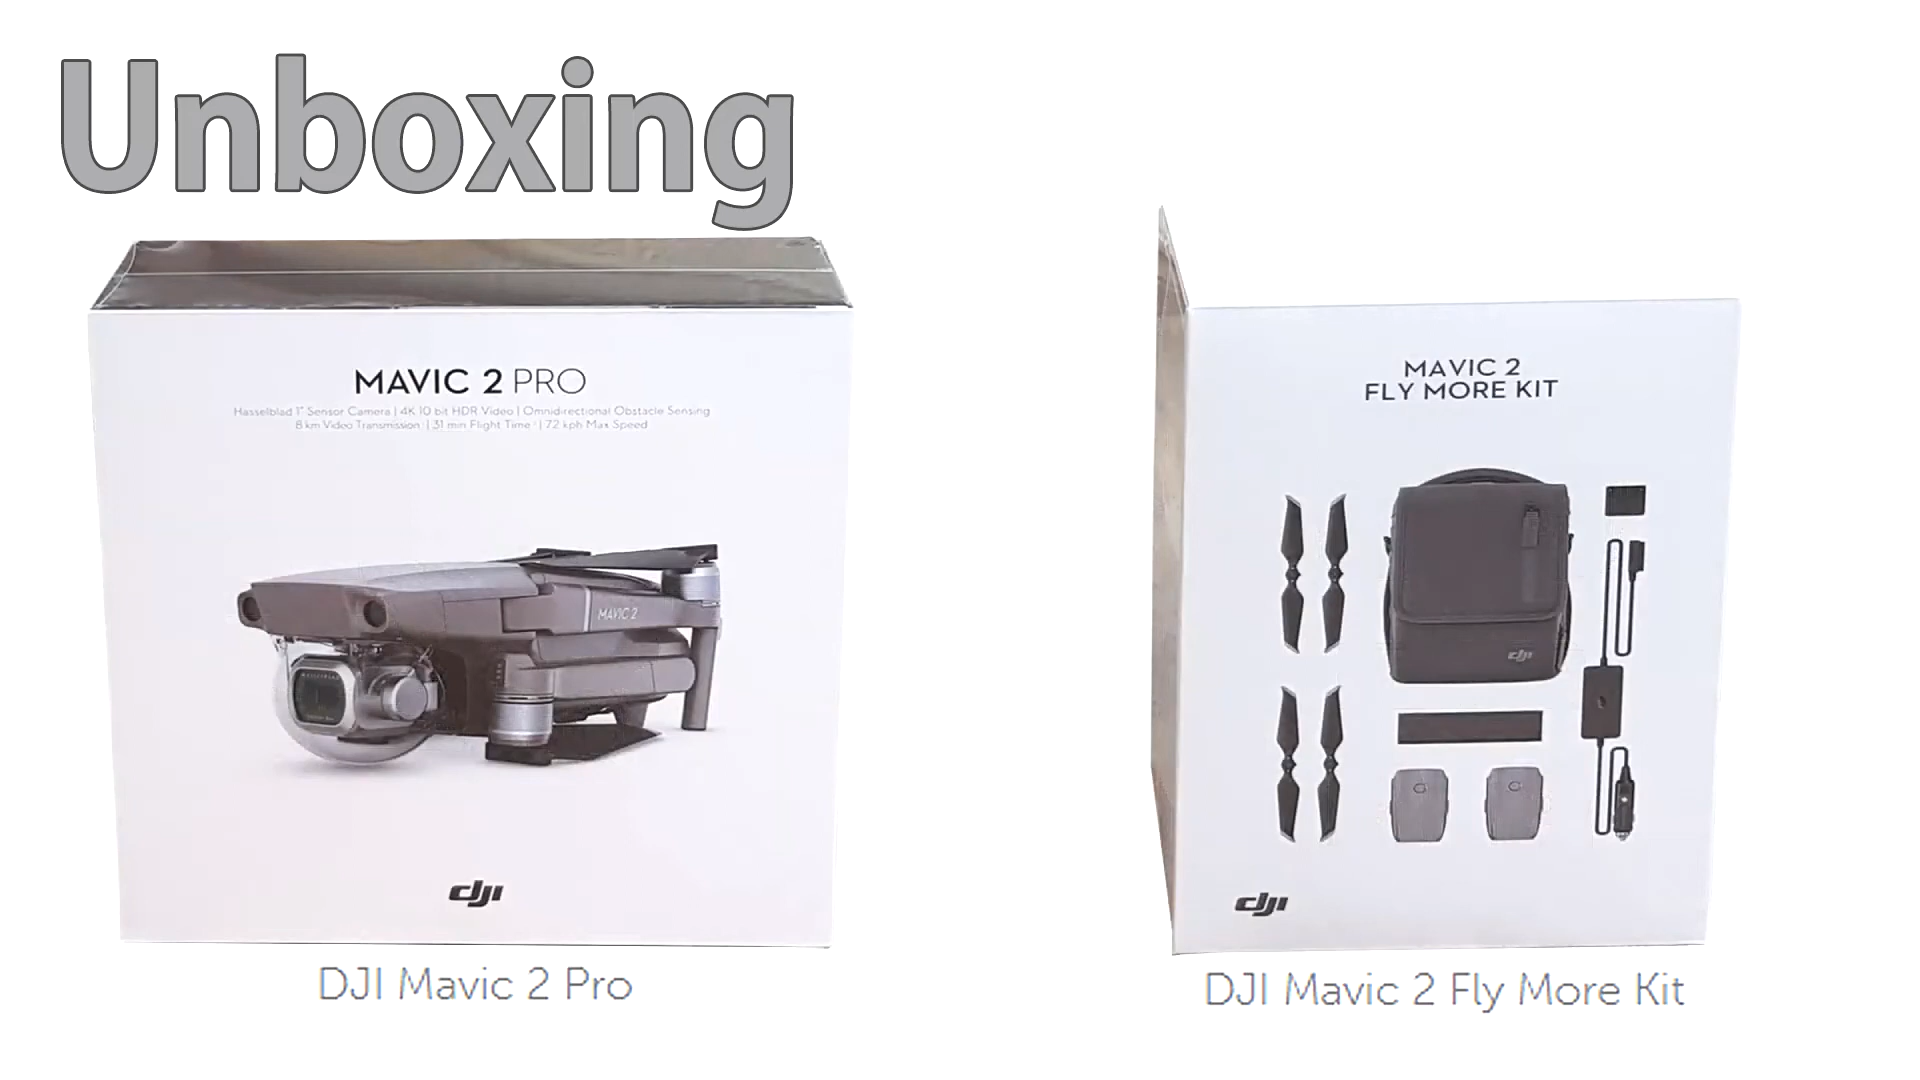 Unboxing
MAVIC 2 PRO
Hasselblad 1" Sensor Camera | 4K 10 bit HDR Video | Omnidirectional Obstacle Sensing
8 km Video Transmission | 31 min Flight Time | 72 kph Max Speed
MAVIC 2
HASSELBLAD
dji
DJI Mavic 2 Pro
MAVIC 2
FLY MORE KIT
dji
dji
DJI Mavic 2 Fly More Kit